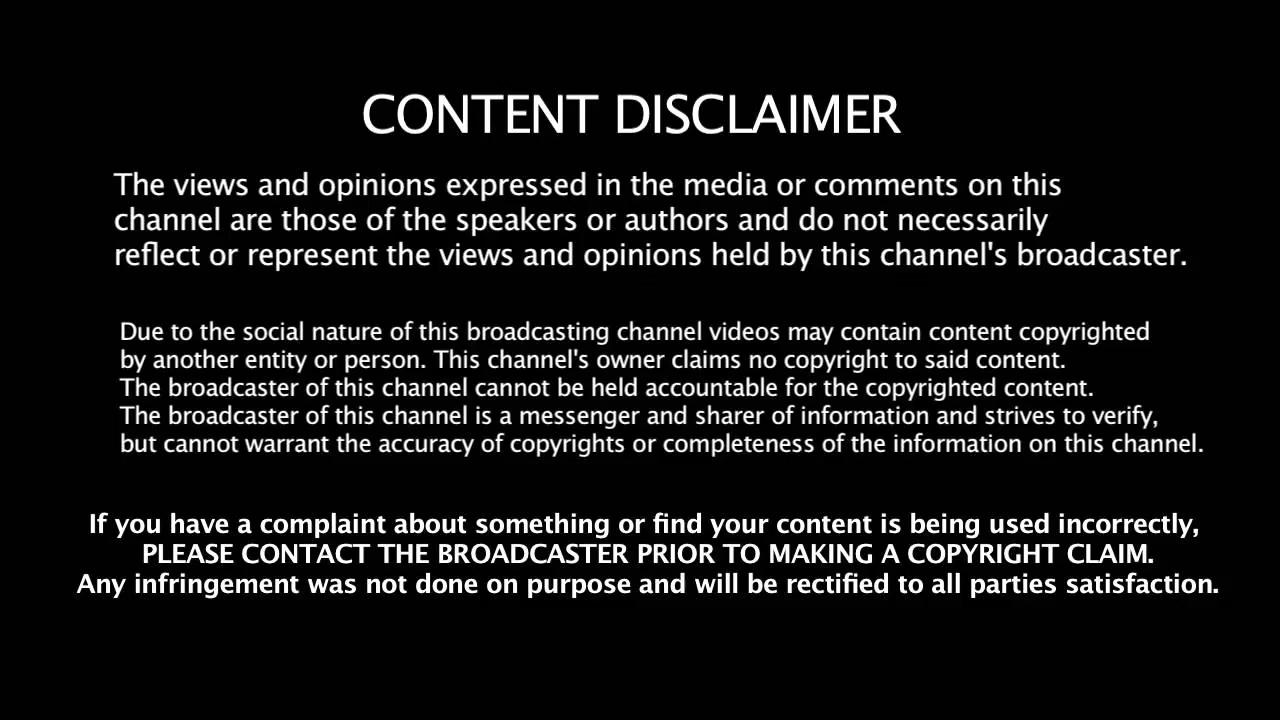 CONTENT DISCLAIMER
The views and opinions expressed in the media or comments on this
channel are those of the speakers or authors and do not necessarily
reflect or represent the views and opinions held by this channel's broadcaster.
Due to the social nature of this broadcasting channel videos may contain content copyrighted
by another entity or person. This channel's owner claims no copyright to said content.
The broadcaster of this channel cannot be held accountable for the copyrighted content.
The broadcaster of this channel is a messenger and sharer of information and strives to verify,
but cannot warrant the accuracy of copyrights or completeness of the information on this channel.
If you have a complaint about something or find your content is being used incorrectly,
PLEASE CONTACT THE BROADCASTER PRIOR TO MAKING A COPYRIGHT CLAIM.
Any infringement was not done on purpose and will be rectified to all parties satisfaction.